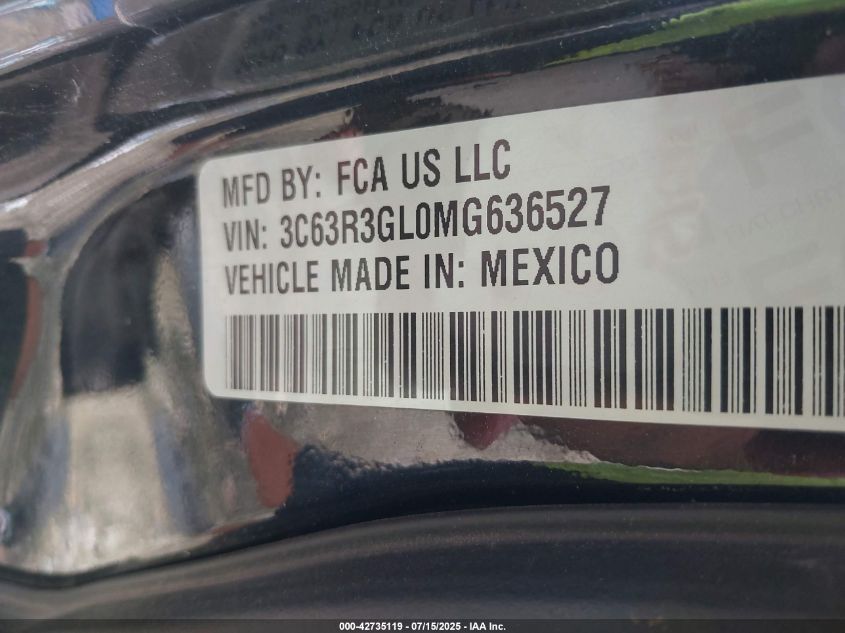 MFD BY: FCA US LLC
VIN: 3C63R3GL0MG636527
VEHICLE MADE IN: MEXICO
000-42735119 - 07/15/2025 - IAA Inc.